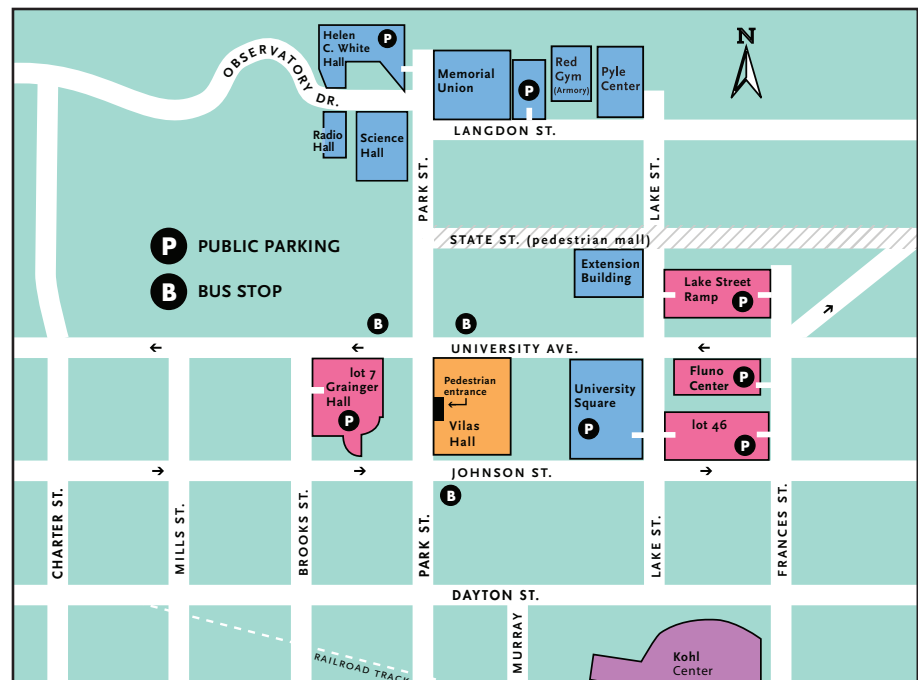 Helen
C. White
Hall
P
OBSERVATORY DR.
Memorial
Union
P
Red
Gym
(Armory)
Pyle
Center
N
Radio
Hall
Science
Hall
LANGDON ST.
PARK ST.
LAKE ST.
P PUBLIC PARKING
B BUS STOP
STATE ST. (pedestrian mall)
Extension
Building
Lake Street
Ramp
P
B
B
UNIVERSITY AVE.
lot 7
Grainger
Hall
P
Pedestrian
entrance
Vilas
Hall
University
Square
P
Fluno
Center
P
lot 46
P
JOHNSON ST.
B
CHARTER ST.
MILLS ST.
BROOKS ST.
PARK ST.
LAKE ST.
FRANCES ST.
DAYTON ST.
MURRAY
RAILROAD TRACK
Kohl
Center